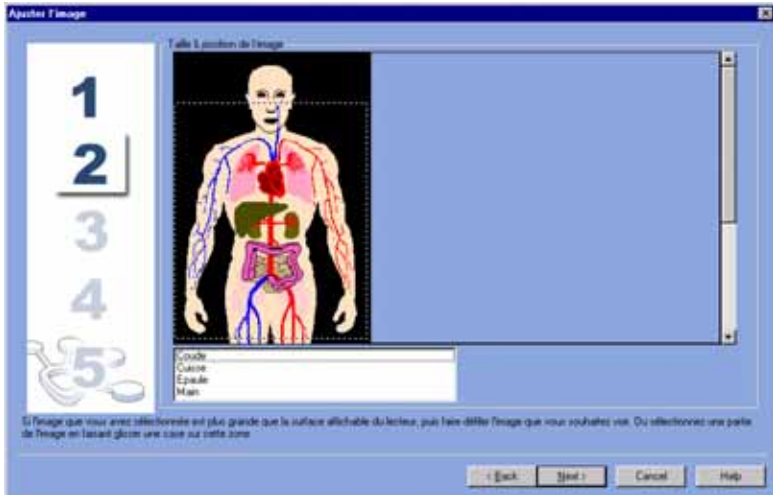 Ajuster l'image
Taille & position de l'image
1
2
3
4
5
Coude
Cuisse
Epaule
Main
Si l'image que vous avez sélectionnée est plus grande que la surface affichable du lecteur, puis faire défiler l'image que vous souhaitez voir. Ou sélectionnez une partie
de l'image en faisant glisser une case sur cette zone
< Back
Next >
Cancel
Help